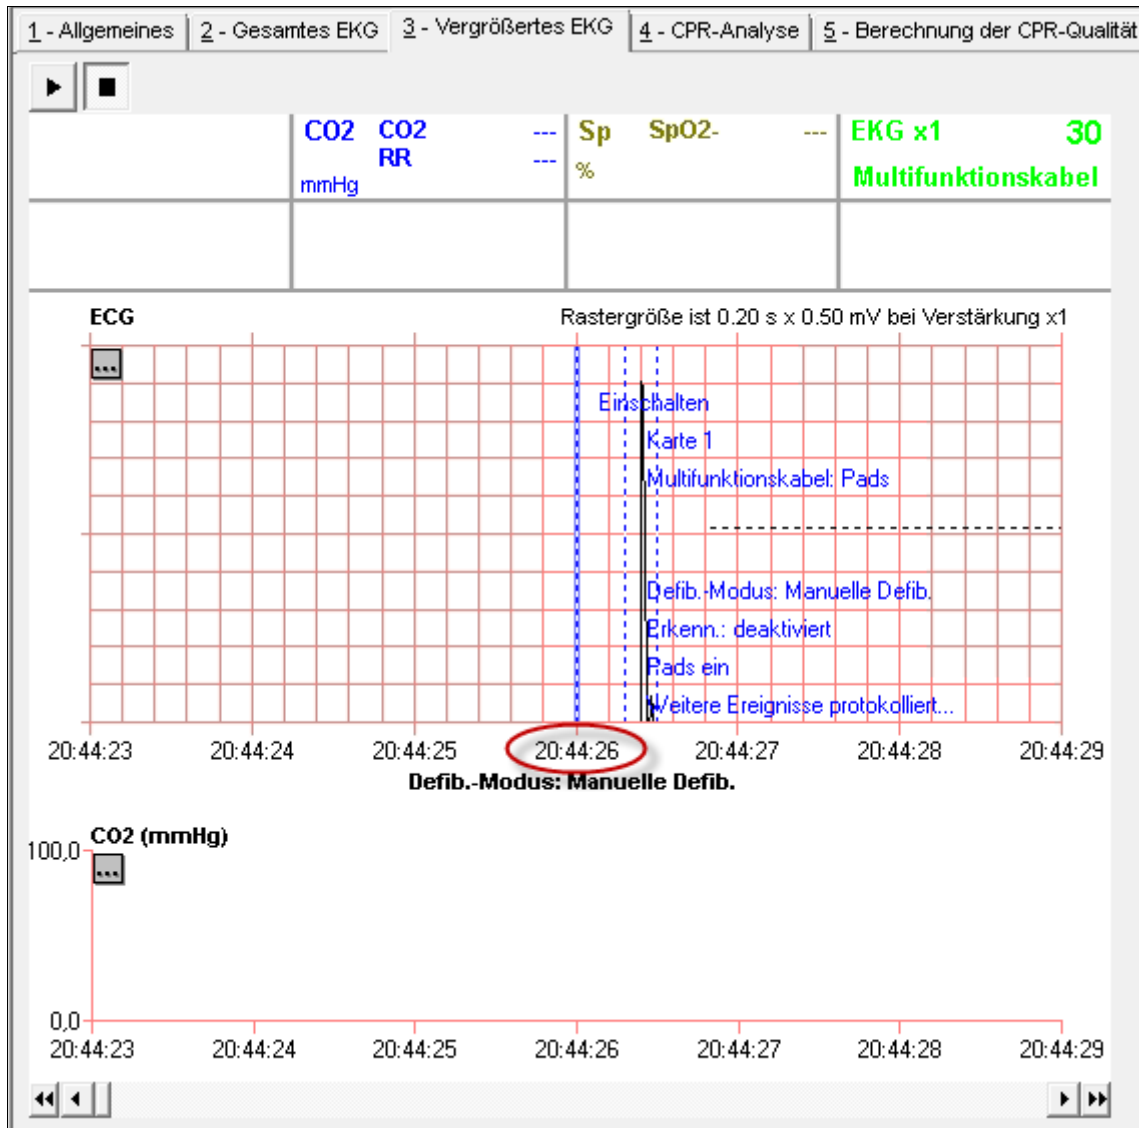 1 - Allgemeines 2 - Gesamtes EKG 3 - Vergrößertes EKG 4 - CPR-Analyse 5 - Berechnung der CPR-Qualität
CO2 CO2 --- Sp SpO2- --- EKG x1 30
RR ---
mmHg % Multifunktionskabel
ECG Rastergröße ist 0.20 s x 0.50 mV bei Verstärkung x1
...
Einschalten
Karte 1
Multifunktionskabel: Pads
Defib.-Modus: Manuelle Defib.
Erkenn.: deaktiviert
Pads ein
Weitere Ereignisse protokolliert...
20:44:23 20:44:24 20:44:25 20:44:26 20:44:27 20:44:28 20:44:29
Defib.-Modus: Manuelle Defib.
CO2 (mmHg)
100,0
...
0,0
20:44:23 20:44:24 20:44:25 20:44:26 20:44:27 20:44:28 20:44:29